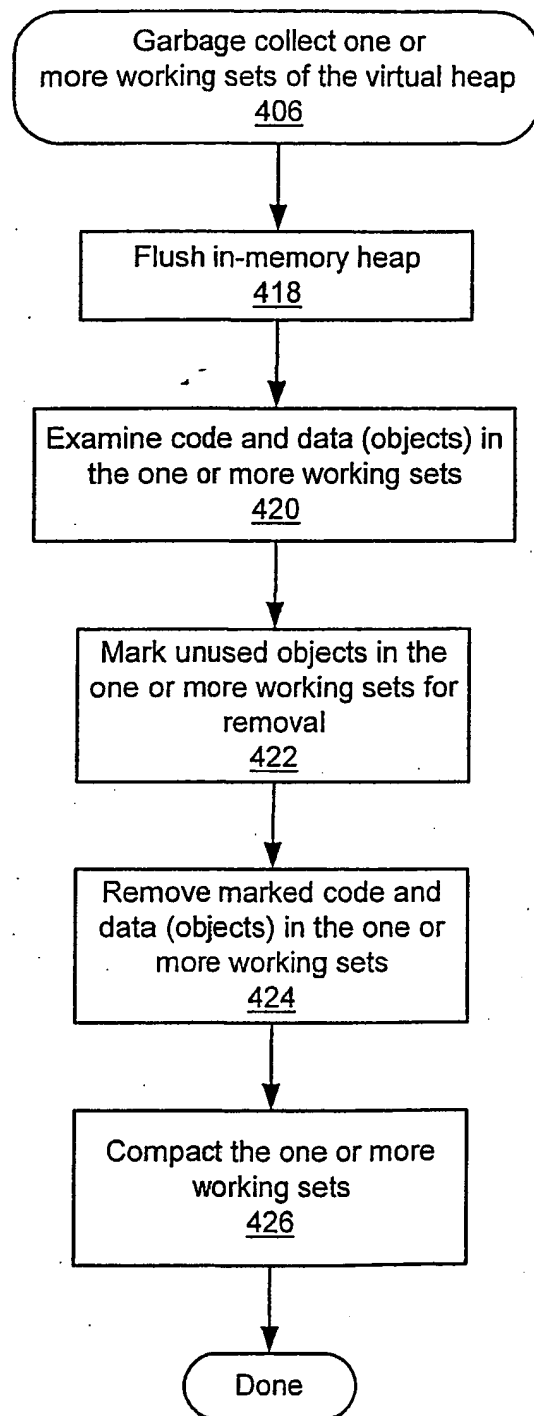 Garbage collect one or
more working sets of the virtual heap
406
Flush in-memory heap
418
Examine code and data (objects) in
the one or more working sets
420
Mark unused objects in the
one or more working sets for
removal
422
Remove marked code and
data (objects) in the one or
more working sets
424
Compact the one or more
working sets
426
Done